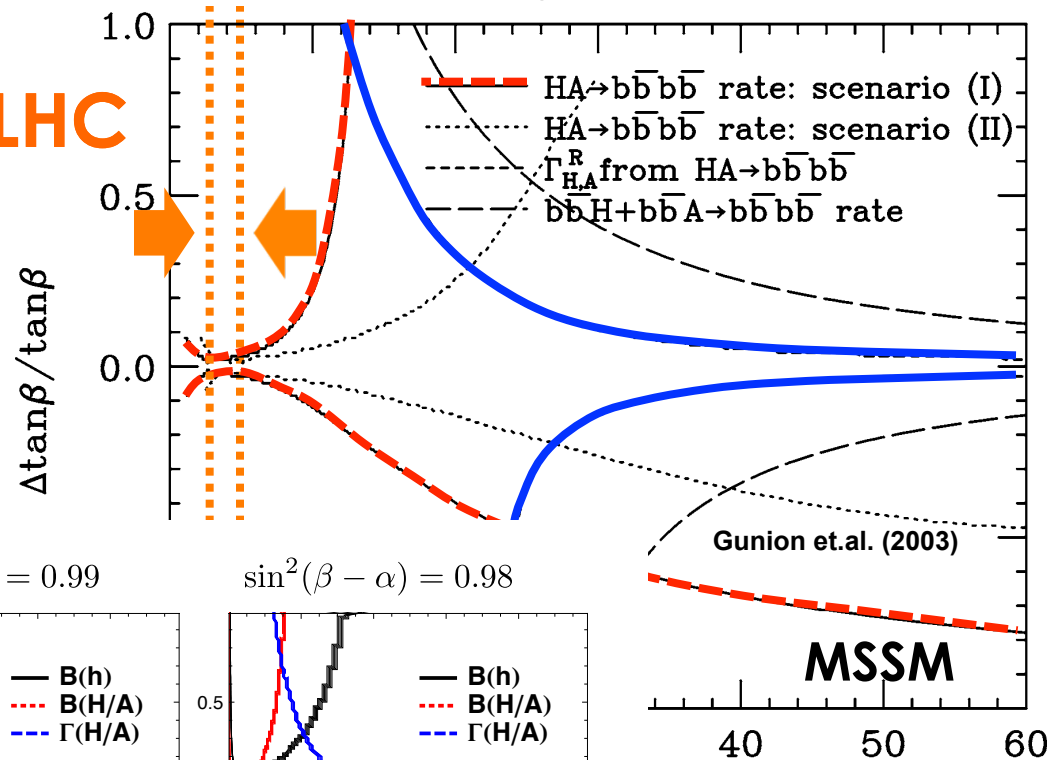 1.0
LHC
HA→bb̅ bb̅ rate: scenario (I)
HA→bb̅ bb̅ rate: scenario (II)
Γ^R_{H,A} from HA→bb̅ bb̅
bb̅H+bb̅A→bb̅ bb̅ rate
0.5
Δtanβ/tanβ
0.0
Gunion et.al. (2003)
= 0.99
sin²(β − α) = 0.98
MSSM
B(h)
B(H/A)
Γ(H/A)
0.5
B(h)
B(H/A)
Γ(H/A)
40
50
60